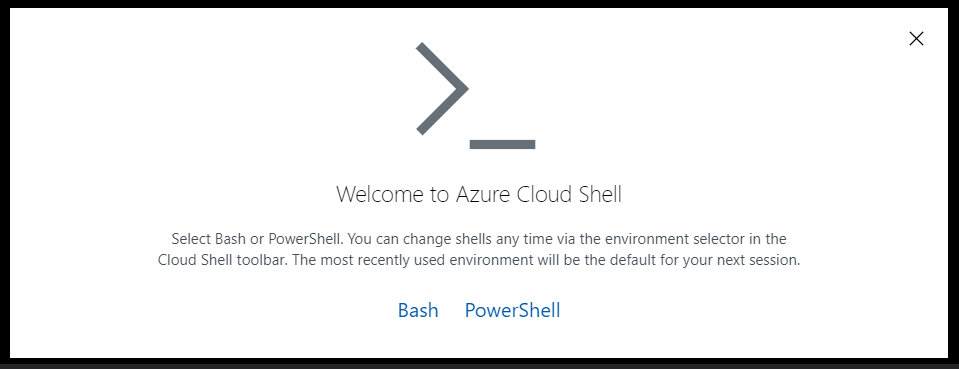 Welcome to Azure Cloud Shell
Select Bash or PowerShell. You can change shells any time via the environment selector in the
Cloud Shell toolbar. The most recently used environment will be the default for your next session.
Bash PowerShell